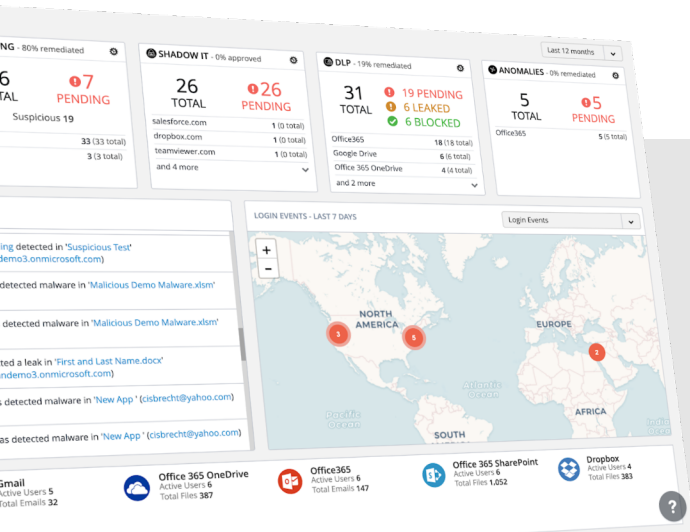 Last 12 months
NG - 80% remediated
6
TAL
7
PENDING
Suspicious 19
33 (33 total)
3 (3 total)
SHADOW IT - 0% approved
26
TOTAL
26
PENDING
salesforce.com 1 (0 total)
dropbox.com 1 (0 total)
teamviewer.com 1 (0 total)
and 4 more
DLP - 19% remediated
31
TOTAL
19 PENDING
6 LEAKED
6 BLOCKED
Office365 18 (18 total)
Google Drive 6 (6 total)
Office 365 OneDrive 4 (4 total)
and 2 more
ANOMALIES - 0% remediated
5
TOTAL
5
PENDING
Office365 5 (5 total)
ing detected in 'Suspicious Test'
demo3.onmicrosoft.com)
detected malware in 'Malicious Demo Malware.xlsm'
detected malware in 'Malicious Demo Malware.xlsm'
ted a leak in 'First and Last Name.docx'
ndemo3.onmicrosoft.com)
s detected malware in 'New App ' (cisbrecht@yahoo.com)
as detected malware in 'New App ' (cisbrecht@yahoo.com)
LOGIN EVENTS - LAST 7 DAYS
Login Events
+
−
NORTH
AMERICA
EUROPE
3
5
2
Atlantic
Ocean
Pacific
Ocean
AFRICA
SOUTH
Gmail
Active Users 5
Total Emails 32
Office 365 OneDrive
Active Users 6
Total Files 387
Office365
Active Users 6
Total Emails 147
Office 365 SharePoint
Active Users 6
Total Files 1,052
Dropbox
Active Users 4
Total Files 383
?